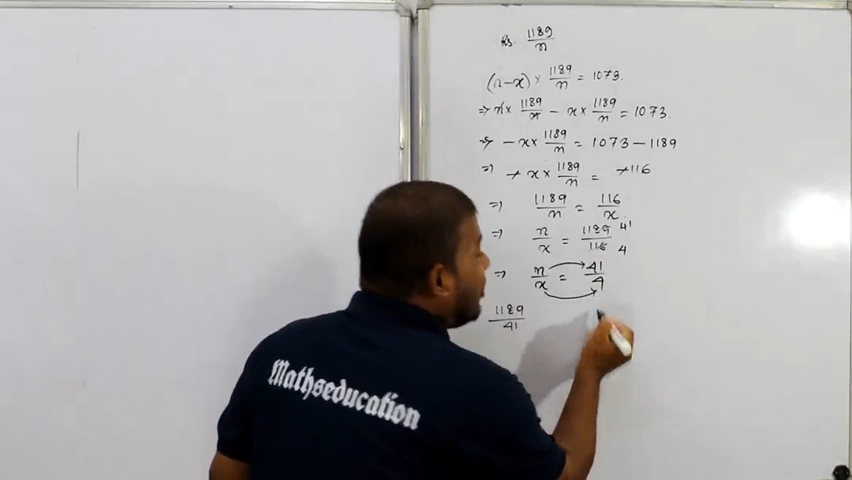 Rs. 1189/n
(n-x) × 1189/n = 1073.
⇒ n × 1189/n - x × 1189/n = 1073.
⇒ - x × 1189/n = 1073 - 1189
⇒ - x × 1189/n = -116
⇒ 1189/n = 116/x
⇒ n/x = 1189/116 41 4
⇒ n/x = 41/4
1189/41
Mathseducation